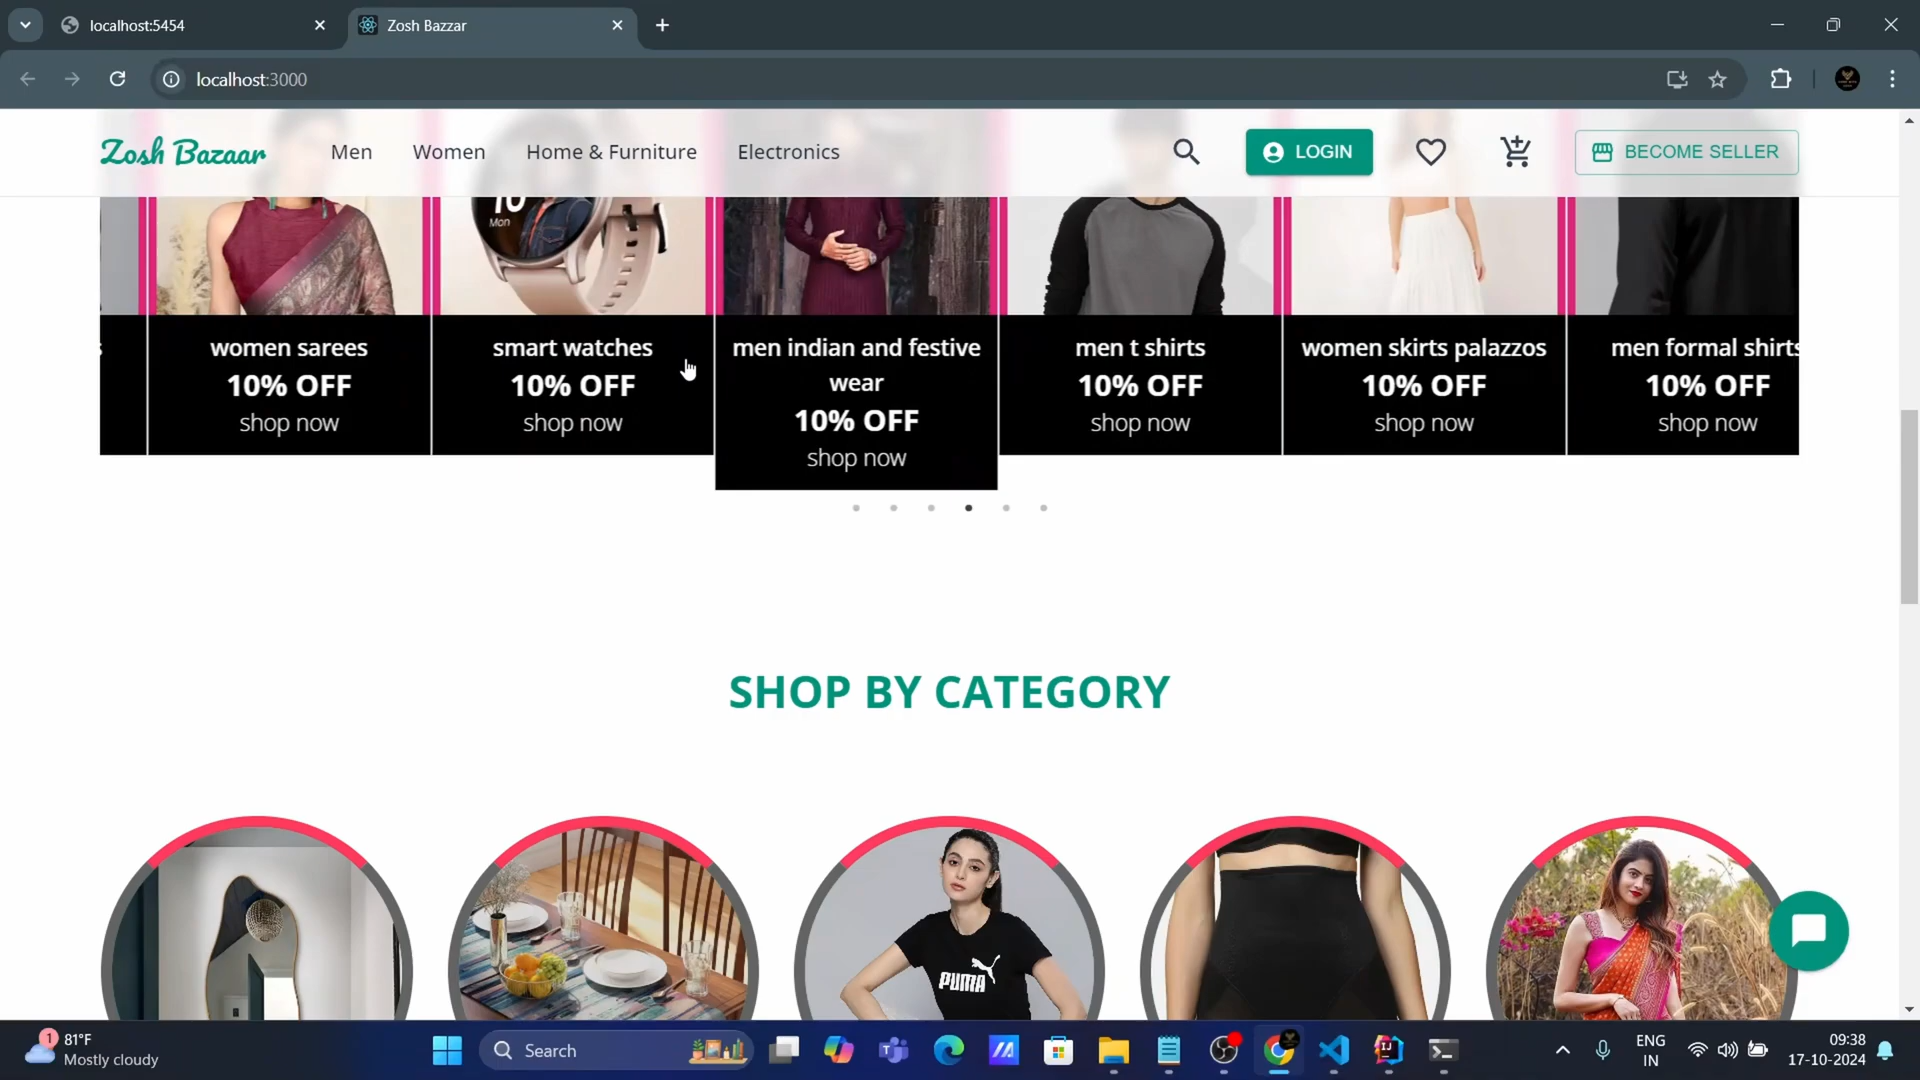 localhost:5454
Zosh Bazzar
localhost:3000
Zosh Bazaar
Men
Women
Home & Furniture
Electronics
LOGIN
BECOME SELLER
10
Mon
women sarees
10% OFF
shop now
smart watches
10% OFF
shop now
men indian and festive
wear
10% OFF
shop now
men t shirts
10% OFF
shop now
women skirts palazzos
10% OFF
shop now
men formal shirts
10% OFF
shop now
SHOP BY CATEGORY
PUMA
1
81°F
Mostly cloudy
Search
ENG
IN
09:38
17-10-2024